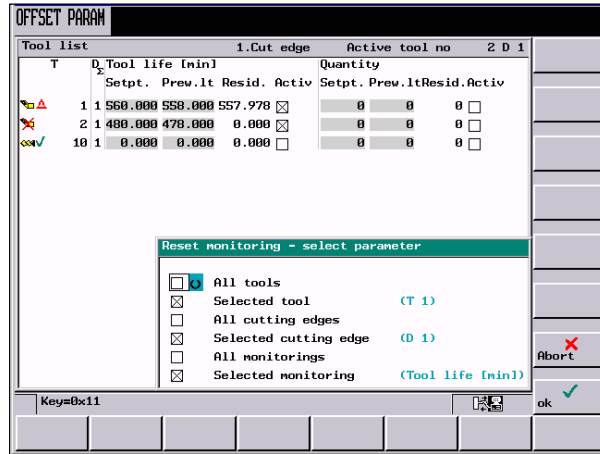 OFFSET PARAM
Tool list 1.Cut edge Active tool no 2 D 1
T D Tool life [min] Quantity
Σ
Setpt. Prew.lt Resid. Activ Setpt. Prew.ltResid.Activ
1 1 560.000 558.000 557.978 0 0 0
2 1 480.000 478.000 0.000 0 0 0
10 1 0.000 0.000 0.000 0 0 0
Reset monitoring - select parameter
All tools
Selected tool (T 1)
All cutting edges
Selected cutting edge (D 1)
All monitorings
Selected monitoring (Tool life [min])
Abort
Key=0x11
ok